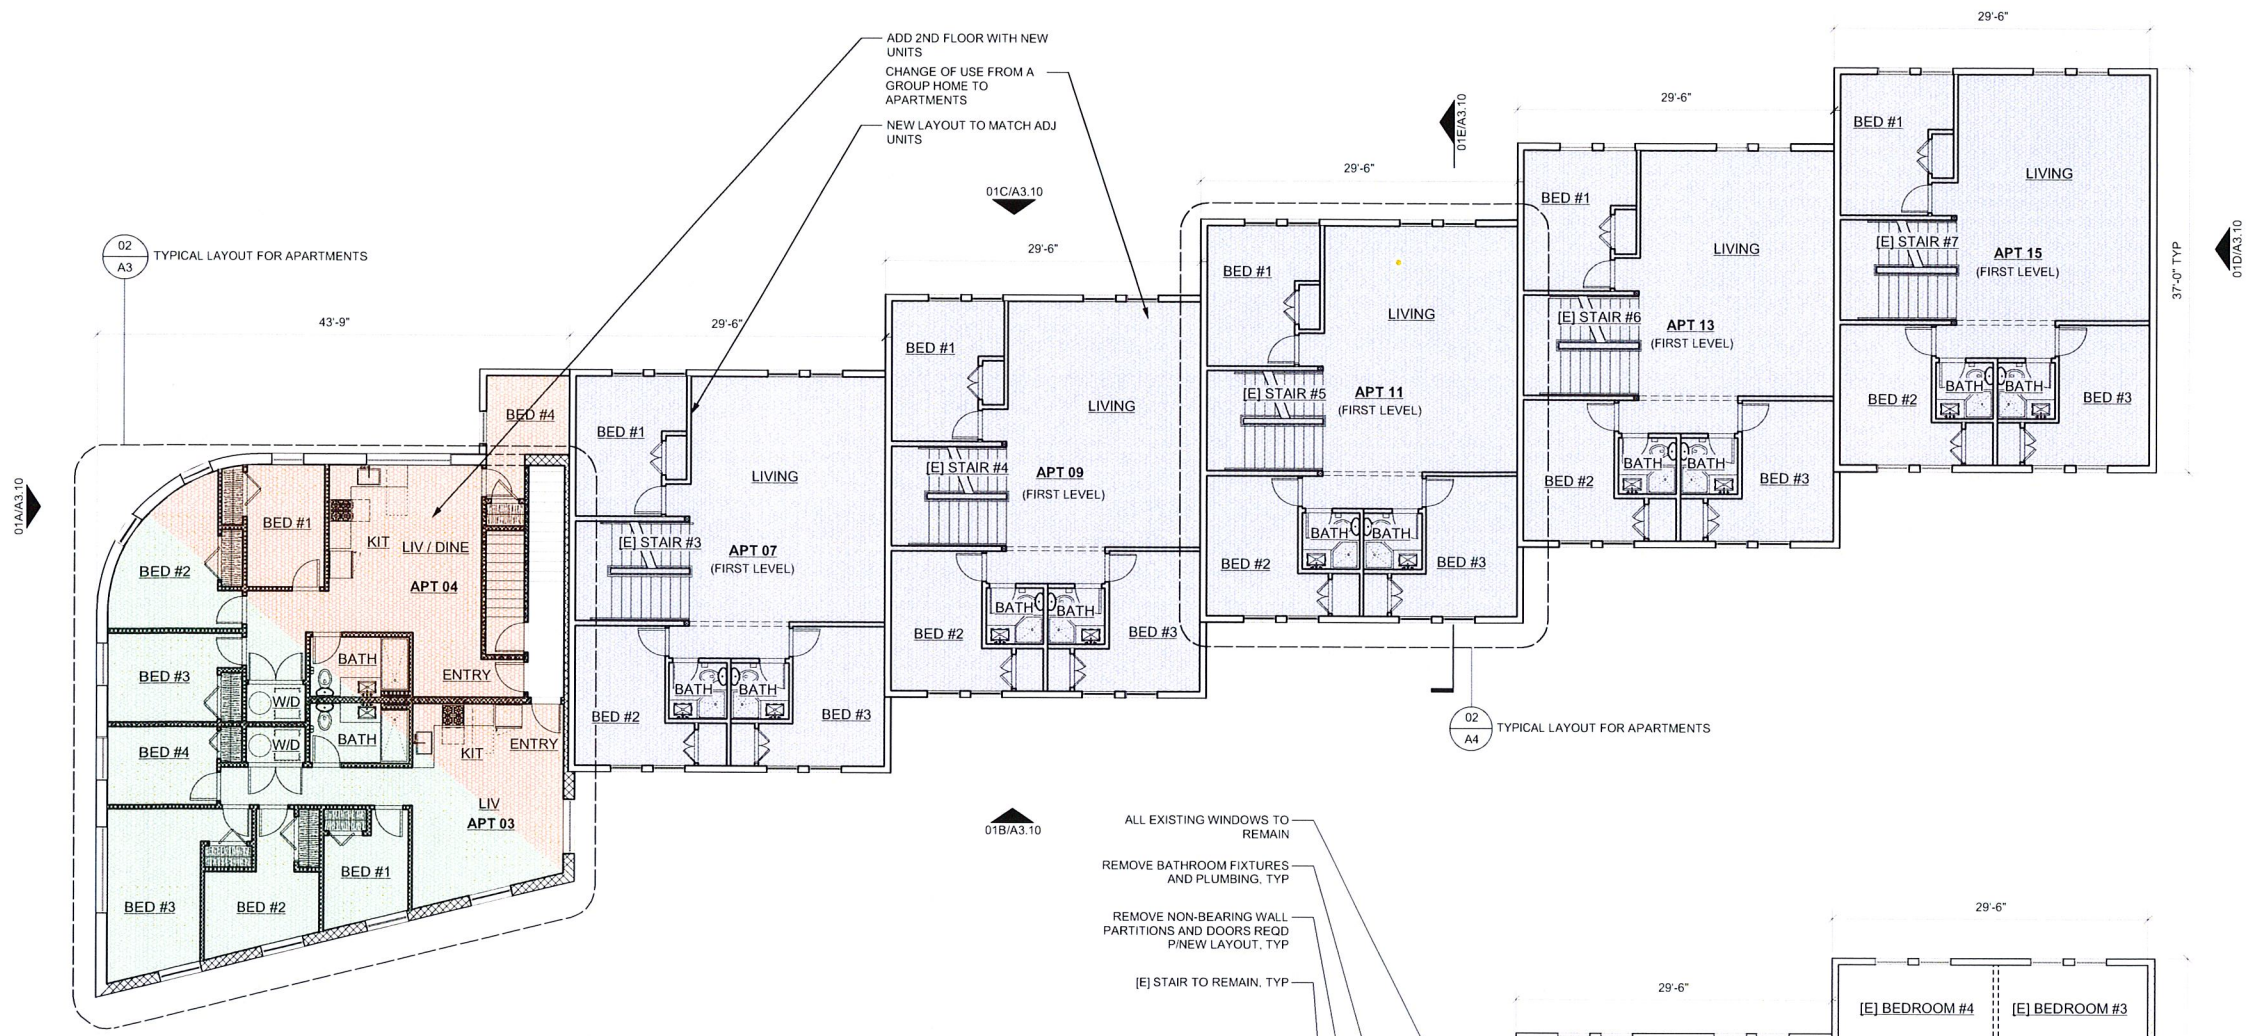 29'-6"
ADD 2ND FLOOR WITH NEW
UNITS
CHANGE OF USE FROM A
GROUP HOME TO
APARTMENTS
NEW LAYOUT TO MATCH ADJ
UNITS
01C/A3.10
01E/A3.10
01D/A3.10
01A/A3.10
02
A3
TYPICAL LAYOUT FOR APARTMENTS
43'-9"
29'-6"
29'-6"
29'-6"
29'-6"
37'-0" TYP
BED #4
BED #1
KIT
LIV / DINE
APT 04
BED #2
BED #3
BATH
ENTRY
W/D
BED #4
W/D
BATH
KIT
ENTRY
LIV
APT 03
BED #1
BED #2
BED #3
BED #1
LIVING
[E] STAIR #3
APT 07
(FIRST LEVEL)
BATH
BATH
BED #2
BED #3
BED #1
LIVING
[E] STAIR #4
APT 09
(FIRST LEVEL)
BATH
BATH
BED #2
BED #3
BED #1
LIVING
[E] STAIR #5
APT 11
(FIRST LEVEL)
BATH
BATH
BED #2
BED #3
BED #1
LIVING
[E] STAIR #6
APT 13
(FIRST LEVEL)
BATH
BATH
BED #2
BED #3
BED #1
LIVING
[E] STAIR #7
APT 15
(FIRST LEVEL)
BATH
BATH
BED #2
BED #3
02
A4
TYPICAL LAYOUT FOR APARTMENTS
01B/A3.10
ALL EXISTING WINDOWS TO
REMAIN
REMOVE BATHROOM FIXTURES
AND PLUMBING, TYP
REMOVE NON-BEARING WALL
PARTITIONS AND DOORS REQD
P/NEW LAYOUT, TYP
[E] STAIR TO REMAIN, TYP
29'-6"
29'-6"
[E] BEDROOM #4
[E] BEDROOM #3